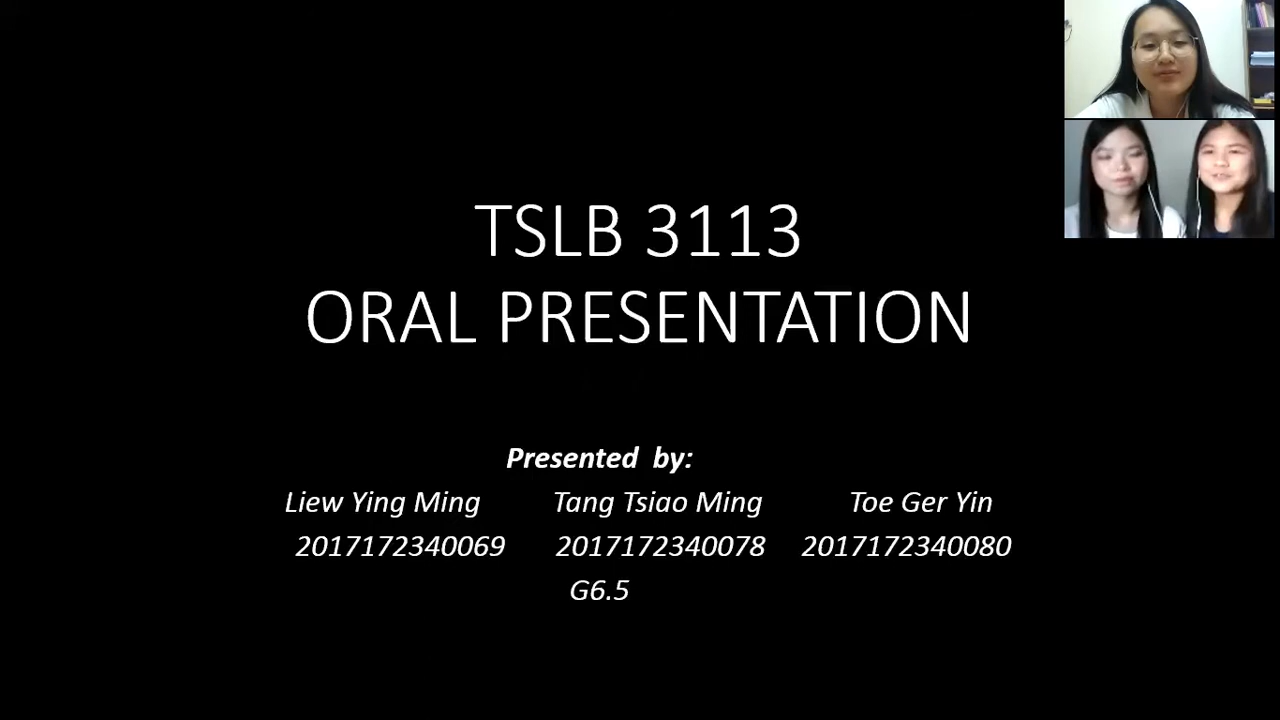 TSLB 3113
ORAL PRESENTATION
Presented by:
Liew Ying Ming Tang Tsiao Ming Toe Ger Yin
2017172340069 2017172340078 2017172340080
G6.5